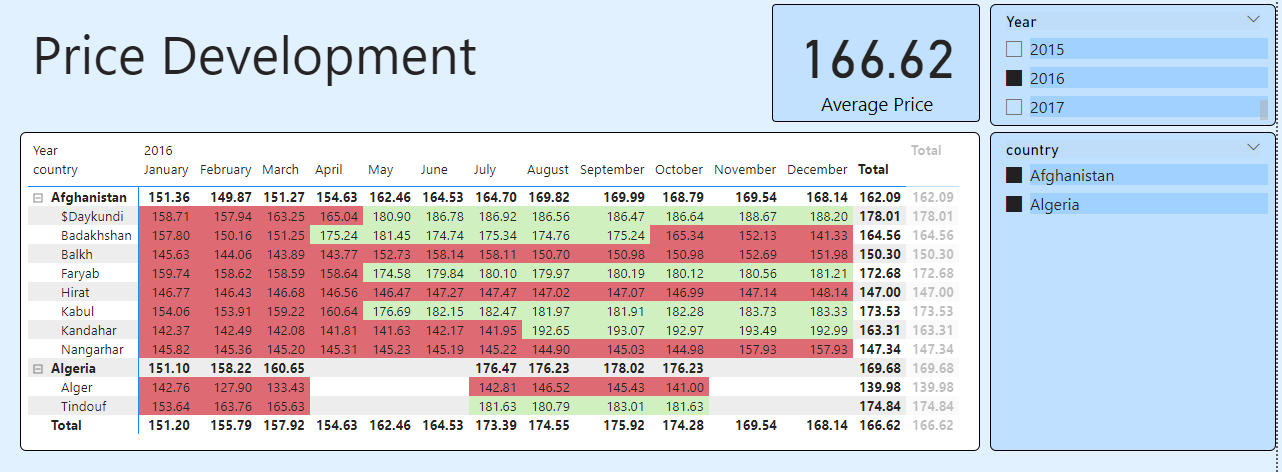 Price Development
166.62
Average Price
Year
2015
2016
2017
Year 2016 Total
country January February March April May June July August September October November December Total
Afghanistan 151.36 149.87 151.27 154.63 162.46 164.53 164.70 169.82 169.99 168.79 169.54 168.14 162.09 162.09
$Daykundi 158.71 157.94 163.25 165.04 180.90 186.78 186.92 186.56 186.47 186.64 188.67 188.20 178.01 178.01
Badakhshan 157.80 150.16 151.25 175.24 181.45 174.74 175.34 174.76 175.24 165.34 152.13 141.33 164.56 164.56
Balkh 145.63 144.06 143.89 143.77 152.73 158.14 158.11 150.70 150.98 150.98 152.69 151.98 150.30 150.30
Faryab 159.74 158.62 158.59 158.64 174.58 179.84 180.10 179.97 180.19 180.12 180.56 181.21 172.68 172.68
Hirat 146.77 146.43 146.68 146.56 146.47 147.27 147.47 147.02 147.07 146.99 147.14 148.14 147.00 147.00
Kabul 154.06 153.91 159.22 160.64 176.69 182.15 182.47 181.97 181.91 182.28 183.73 183.33 173.53 173.53
Kandahar 142.37 142.49 142.08 141.81 141.63 142.17 141.95 192.65 193.07 192.97 193.49 192.99 163.31 163.31
Nangarhar 145.82 145.36 145.20 145.31 145.23 145.19 145.22 144.90 145.03 144.98 157.93 157.93 147.34 147.34
Algeria 151.10 158.22 160.65 176.47 176.23 178.02 176.23 169.68 169.68
Alger 142.76 127.90 133.43 142.81 146.52 145.43 141.00 139.98 139.98
Tindouf 153.64 163.76 165.63 181.63 180.79 183.01 181.63 174.84 174.84
Total 151.20 155.79 157.92 154.63 162.46 164.53 173.39 174.55 175.92 174.28 169.54 168.14 166.62 166.62
country
Afghanistan
Algeria